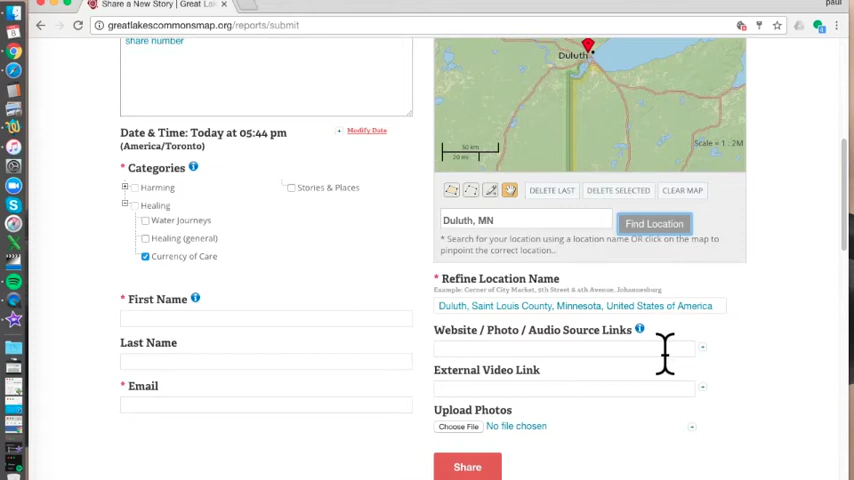 Share a New Story | Great Lak
paul
greatlakescommonsmap.org/reports/submit
share number
Date & Time: Today at 05:44 pm
(America/Toronto)
Modify Date
* Categories
Harming
Stories & Places
Healing
Water Journeys
Healing (general)
Currency of Care
* First Name
Last Name
* Email
Duluth
50 km
20 mi
Scale = 1 : 2M
DELETE LAST
DELETE SELECTED
CLEAR MAP
Duluth, MN
Find Location
* Search for your location using a location name OR click on the map to
pinpoint the correct location..
* Refine Location Name
Example: Corner of City Market, 5th Street & 4th Avenue, Johannesburg
Duluth, Saint Louis County, Minnesota, United States of America
Website / Photo / Audio Source Links
External Video Link
Upload Photos
Choose File No file chosen
Share